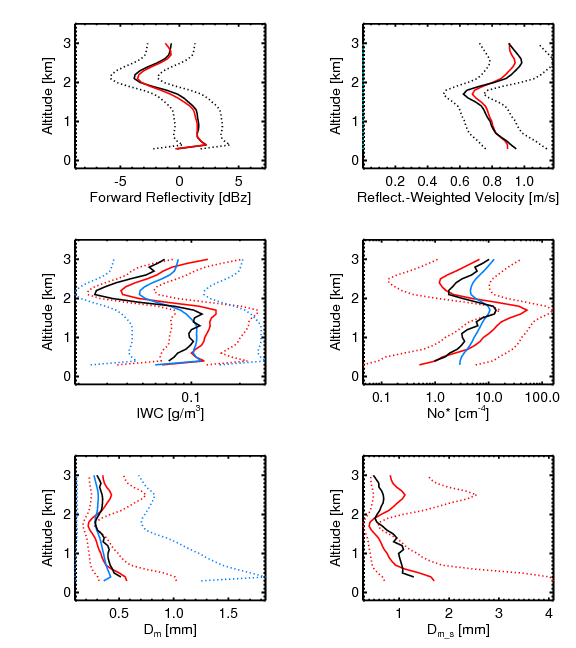 3
2
1
0
Altitude [km]
-5 0 5
Forward Reflectivity [dBz]
3
2
1
0
Altitude [km]
0.2 0.4 0.6 0.8 1.0
Reflect.-Weighted Velocity [m/s]
3
2
1
0
Altitude [km]
0.1
IWC [g/m³]
3
2
1
0
Altitude [km]
0.1 1.0 10.0 100.0
No* [cm⁻⁴]
3
2
1
0
Altitude [km]
0.5 1.0 1.5
Dm [mm]
3
2
1
0
Altitude [km]
1 2 3 4
Dm_s [mm]